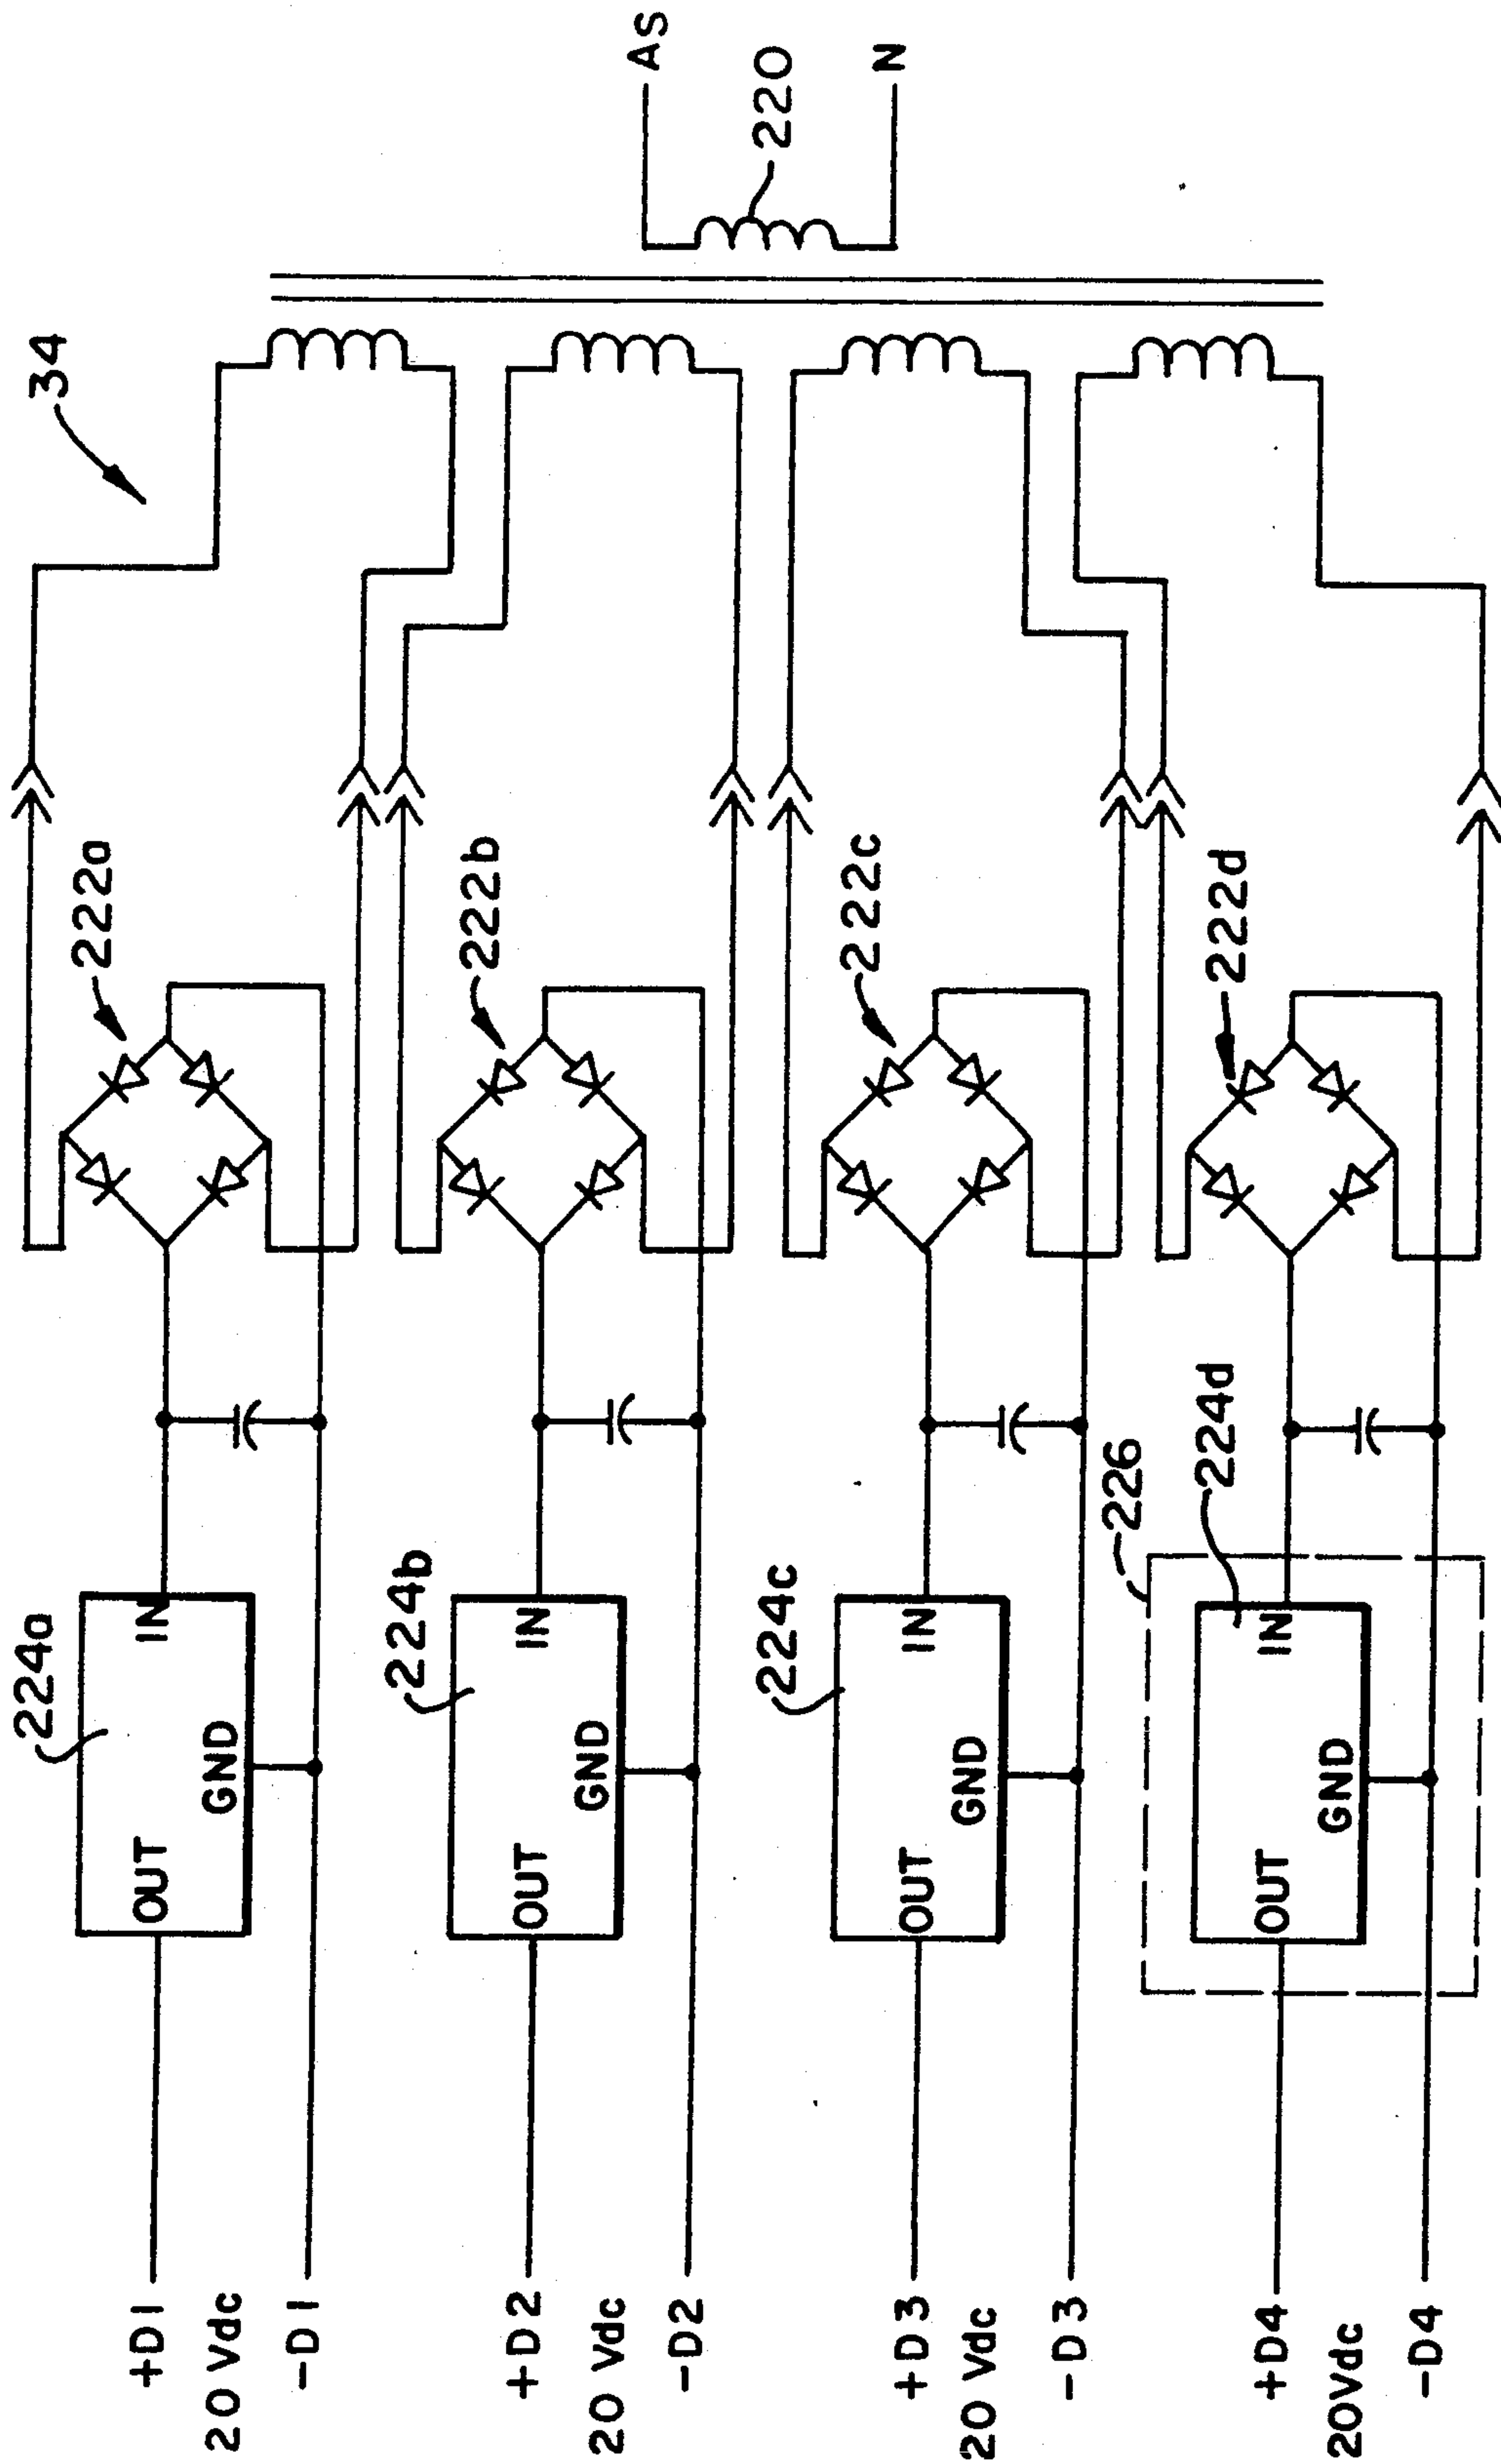 34
As
220
N
222a
222b
222c
222d
224a
IN
GND
OUT
224b
IN
GND
OUT
224c
IN
GND
OUT
226
224d
IN
GND
OUT
+D1
20 Vdc
-D1
+D2
20 Vdc
-D2
+D3
20 Vdc
-D3
+D4
20Vdc
-D4